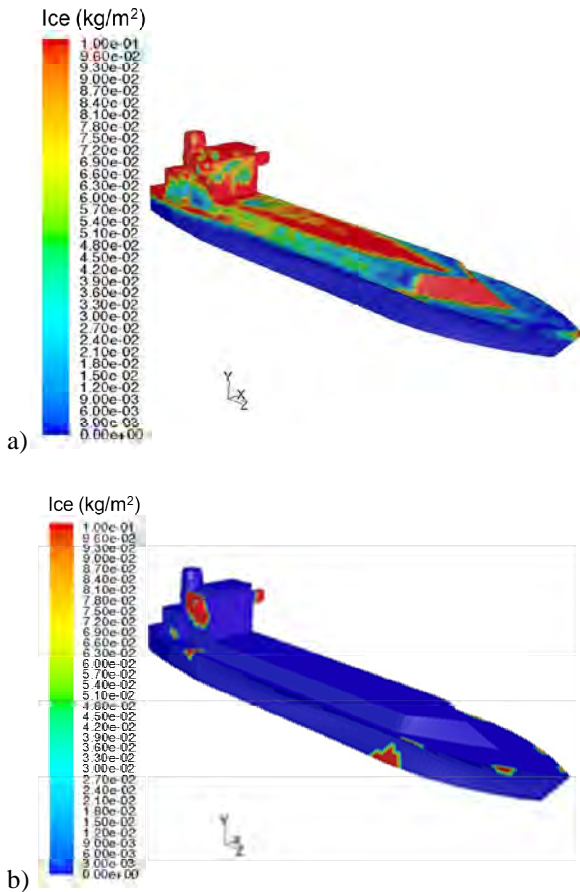 Ice (kg/m²)
1.00e-01
9.60e-02
9.30e-02
9.00e-02
8.70e-02
8.40e-02
8.10e-02
7.80e-02
7.50e-02
7.20e-02
6.90e-02
6.60e-02
6.30e-02
6.00e-02
5.70e-02
5.40e-02
5.10e-02
4.80e-02
4.50e-02
4.20e-02
3.90e-02
3.60e-02
3.30e-02
3.00e-02
2.70e-02
2.40e-02
2.10e-02
1.80e-02
1.50e-02
1.20e-02
9.00e-03
6.00e-03
3.00e-03
0.00e+00
Y
X
Z
a)
Ice (kg/m²)
1.00e-01
9.60e-02
9.30e-02
9.00e-02
8.70e-02
8.40e-02
8.10e-02
7.80e-02
7.50e-02
7.20e-02
6.90e-02
6.60e-02
6.30e-02
6.00e-02
5.70e-02
5.40e-02
5.10e-02
4.80e-02
4.50e-02
4.20e-02
3.90e-02
3.60e-02
3.30e-02
3.00e-02
2.70e-02
2.40e-02
2.10e-02
1.80e-02
1.50e-02
1.20e-02
9.00e-03
6.00e-03
3.00e-03
0.00e+00
Y
X
Z
b)